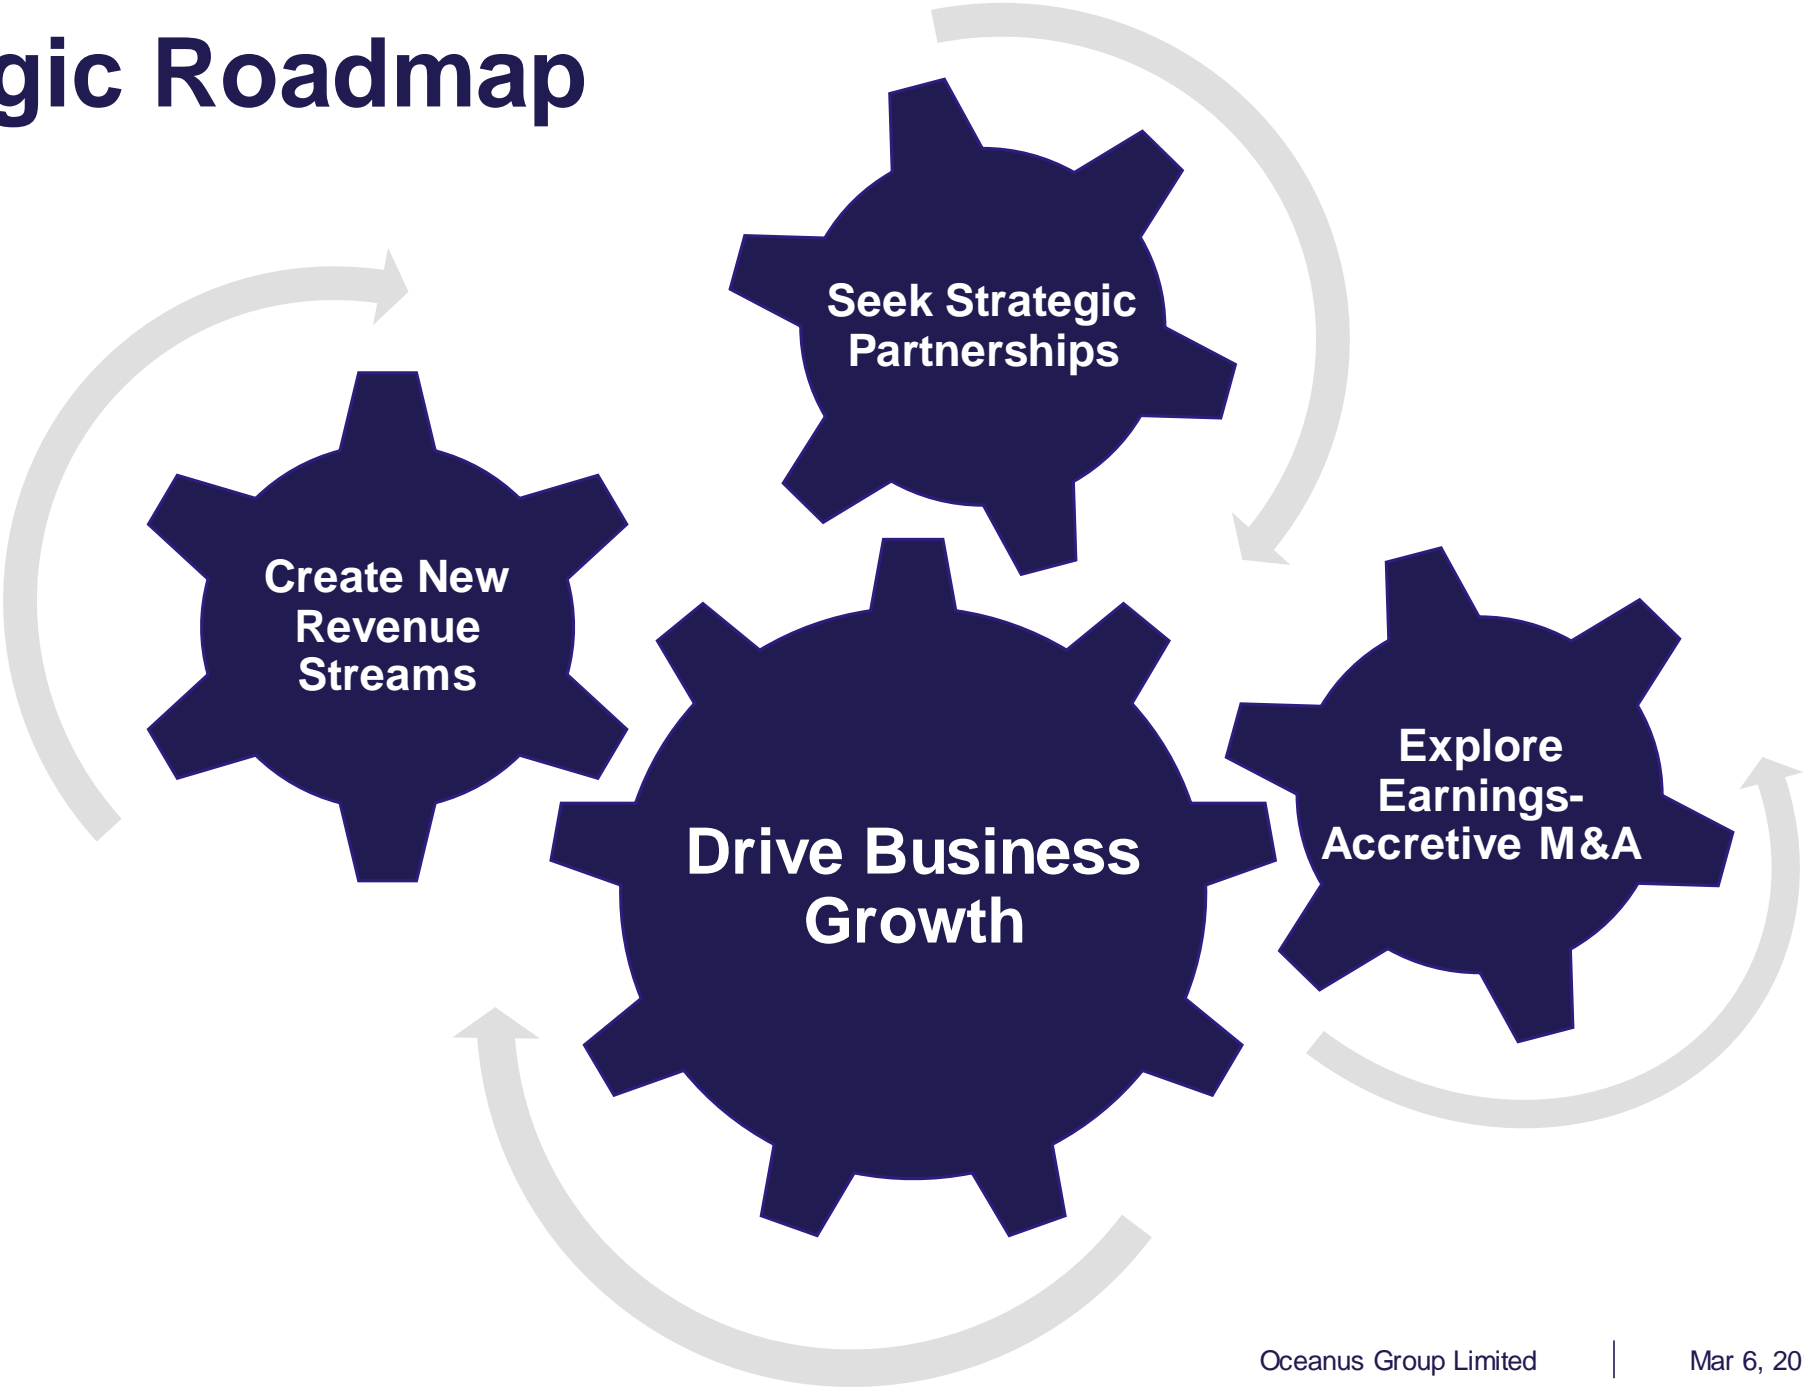 gic Roadmap
Seek Strategic
Partnerships
Create New
Revenue
Streams
Explore
Earnings-
Accretive M&A
Drive Business
Growth
Oceanus Group Limited
Mar 6, 20